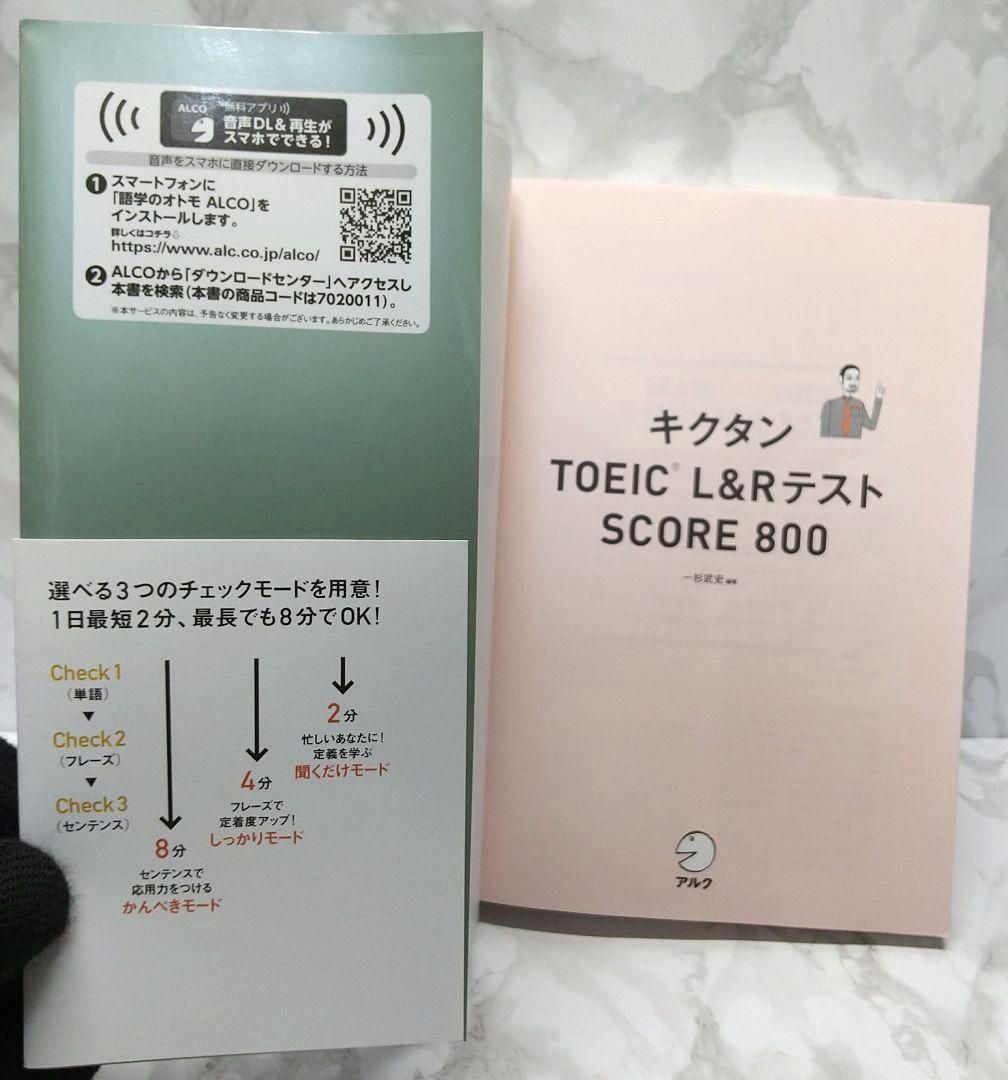 ALCO 無料アプリ
音声DL&再生が
スマホでできる!
音声をスマホに直接ダウンロードする方法
❶ スマートフォンに
「語学のオトモ ALCO」を
インストールします。
詳しくはコチラ⇩
https://www.alc.co.jp/alco/
❷ ALCOから「ダウンロードセンター」へアクセスし
本書を検索(本書の商品コードは7020011)。
※本サービスの内容は、予告なく変更する場合がございます。あらかじめご了承ください。
選べる3つのチェックモードを用意!
1日最短2分、最長でも8分でOK!
Check 1
(単語)
▼
Check 2
(フレーズ)
▼
Check 3
(センテンス)
8分
センテンスで
応用力をつける
かんぺきモード
4分
フレーズで
定着度アップ!
しっかりモード
2分
忙しいあなたに!
定義を学ぶ
聞くだけモード
キクタン
TOEIC® L&Rテスト
SCORE 800
一杉武史 編著
アルク